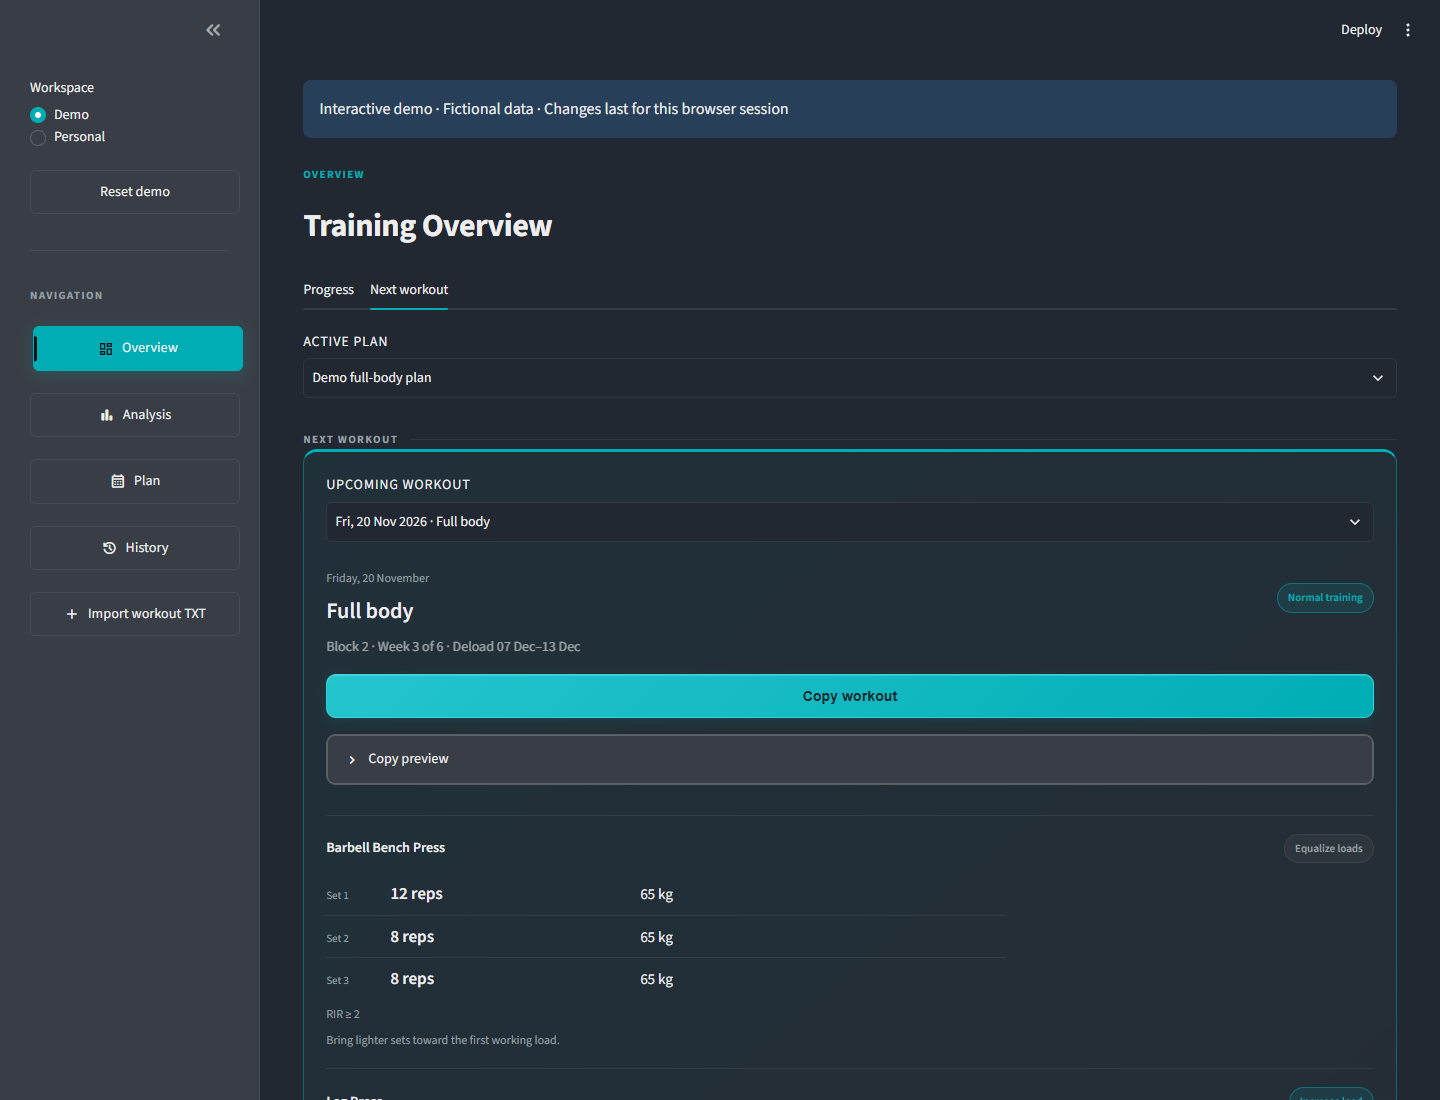 Deploy
Workspace
Demo
Personal
Reset demo
NAVIGATION
Overview
Analysis
Plan
History
Import workout TXT
Interactive demo · Fictional data · Changes last for this browser session
OVERVIEW
Training Overview
Progress Next workout
ACTIVE PLAN
Demo full-body plan
NEXT WORKOUT
UPCOMING WORKOUT
Fri, 20 Nov 2026 · Full body
Friday, 20 November
Full body
Normal training
Block 2 · Week 3 of 6 · Deload 07 Dec–13 Dec
Copy workout
Copy preview
Barbell Bench Press
Equalize loads
Set 1 12 reps 65 kg
Set 2 8 reps 65 kg
Set 3 8 reps 65 kg
RIR ≥ 2
Bring lighter sets toward the first working load.